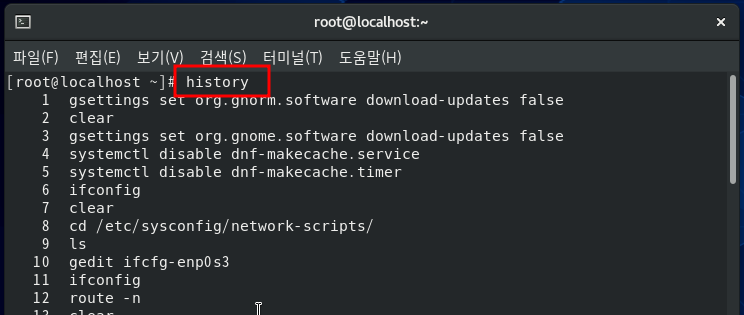 root@localhost:~
파일(F) 편집(E) 보기(V) 검색(S) 터미널(T) 도움말(H)
[root@localhost ~]# history
1 gsettings set org.gnorm.software download-updates false
2 clear
3 gsettings set org.gnome.software download-updates false
4 systemctl disable dnf-makecache.service
5 systemctl disable dnf-makecache.timer
6 ifconfig
7 clear
8 cd /etc/sysconfig/network-scripts/
9 ls
10 gedit ifcfg-enp0s3
11 ifconfig
12 route -n
13 clear